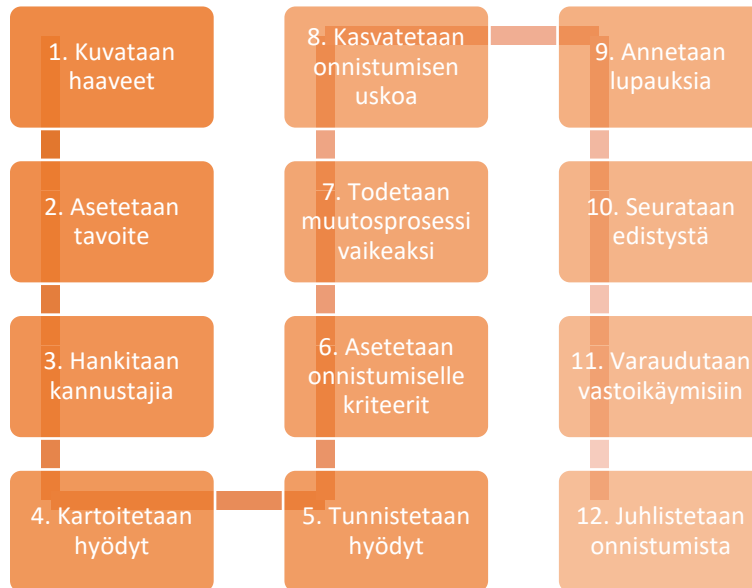 1. Kuvataan
haaveet
2. Asetetaan
tavoite
3. Hankitaan
kannustajia
4. Kartoitetaan
hyödyt
5. Tunnistetaan
hyödyt
6. Asetetaan
onnistumiselle
kriteerit
7. Todetaan
muutosprosessi
vaikeaksi
8. Kasvatetaan
onnistumisen
uskoa
9. Annetaan
lupauksia
10. Seurataan
edistystä
11. Varaudutaan
vastoikäymisiin
12. Juhlistetaan
onnistumista